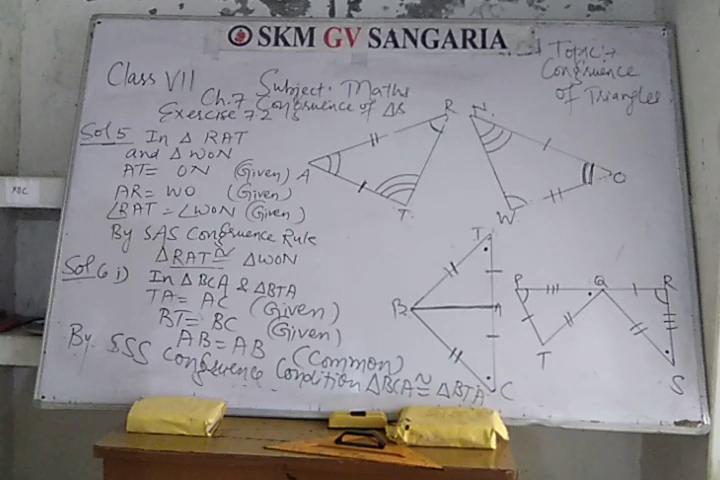 SKM GV SANGARIA
Class VII
Subject. Maths
Topic:→
Congruence
of Triangles
Ch.7 Congruence of Δs
Exercise 7.2
Sol 5 In Δ RAT
and Δ WON
AT = ON (Given)
AR = WO (Given)
∠RAT = ∠WON (Given)
By SAS Congruence Rule
ΔRAT ≅ ΔWON
Sol 6 i) In ΔBCA & ΔBTA
TA = AC (Given)
BT = BC (Given)
AB = AB (Common)
By SSS Congruence Condition ΔBCA ≅ ΔBTA
R
N
A
T
O
W
T
B
A
C
P
Q
R
T
S